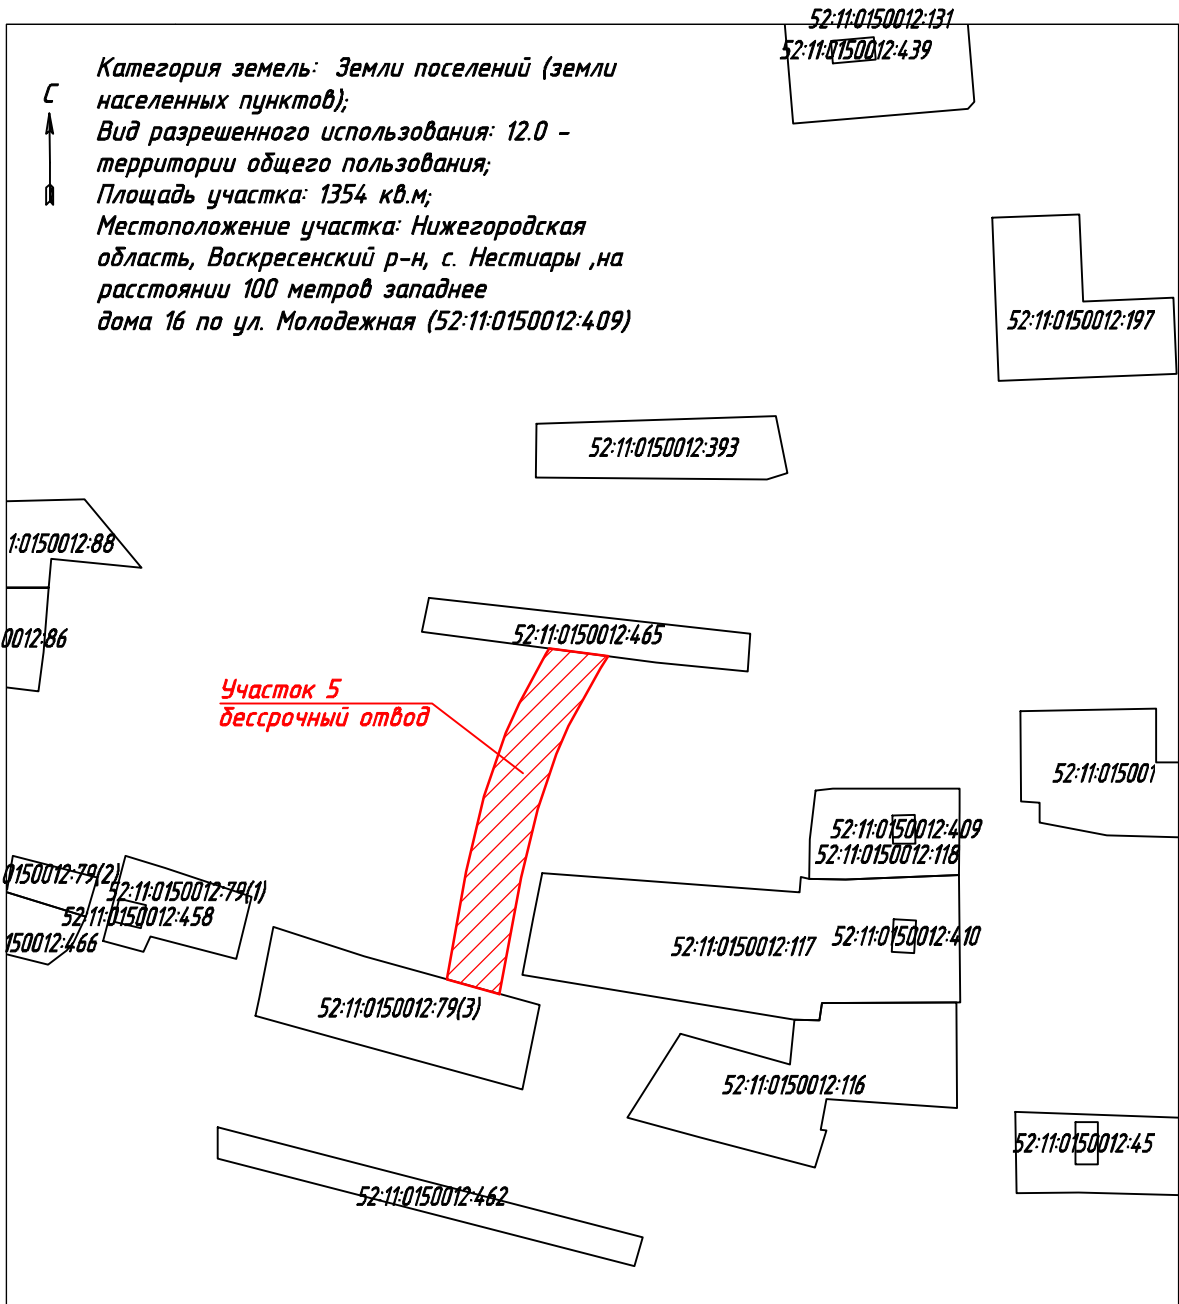 52:11:0150012:131
52:11:0150012:439
С
Категория земель: Земли поселений (земли
населенных пунктов);
Вид разрешенного использования: 12.0 -
территории общего пользования;
Площадь участка: 1354 кв.м;
Местоположение участка: Нижегородская
область, Воскресенский р-н, с. Нестиары ,на
расстоянии 100 метров западнее
дома 16 по ул. Молодежная (52:11:0150012:409)
52:11:0150012:197
52:11:0150012:393
1:0150012:88
0012:86
52:11:0150012:465
Участок 5
бессрочный отвод
52:11:015001
52:11:0150012:409
52:11:0150012:118
0150012:79(2)
52:11:0150012:79(1)
52:11:0150012:458
150012:466
52:11:0150012:117
52:11:0150012:410
52:11:0150012:79(3)
52:11:0150012:116
52:11:0150012:45
52:11:0150012:462